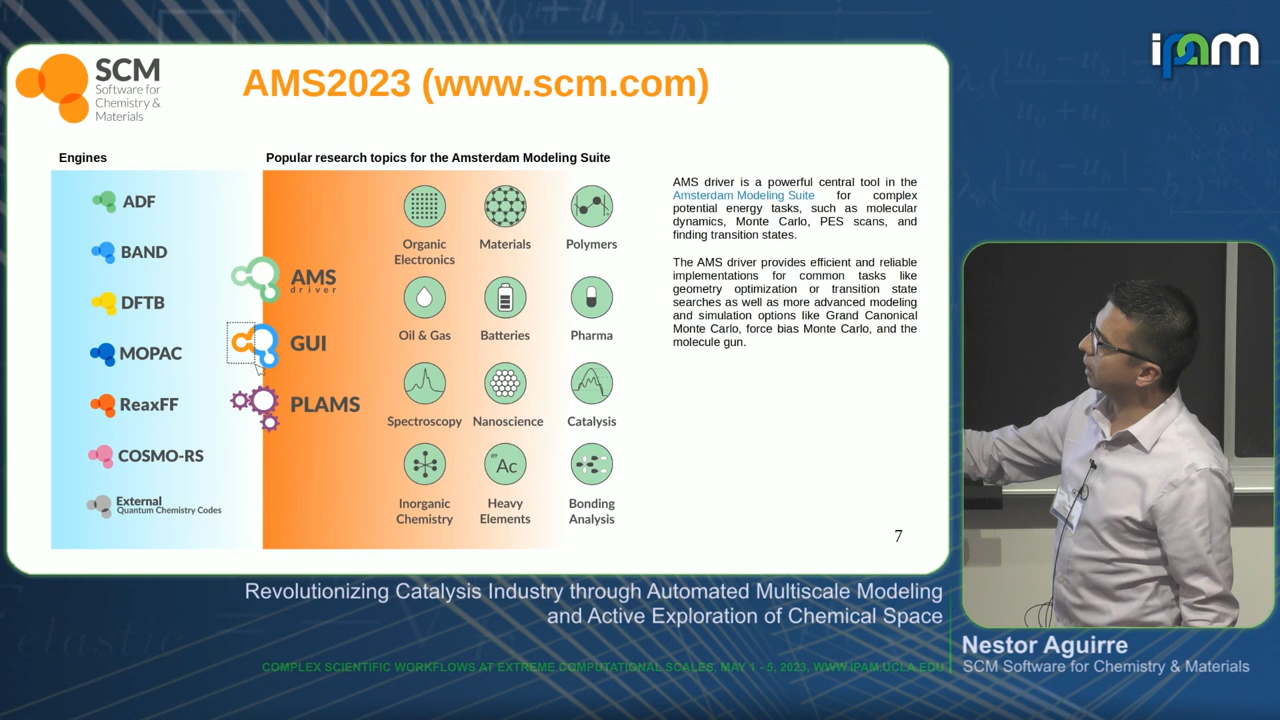 ipam
SCM
Software for
Chemistry &
Materials
AMS2023 (www.scm.com)
Engines
Popular research topics for the Amsterdam Modeling Suite
ADF
BAND
DFTB
MOPAC
ReaxFF
COSMO-RS
External
Quantum Chemistry Codes
AMS
driver
GUI
PLAMS
Organic
Electronics
Materials
Polymers
Oil & Gas
Batteries
Pharma
Spectroscopy
Nanoscience
Catalysis
89
Ac
Inorganic
Chemistry
Heavy
Elements
Bonding
Analysis
AMS driver is a powerful central tool in the
Amsterdam Modeling Suite for complex
potential energy tasks, such as molecular
dynamics, Monte Carlo, PES scans, and
finding transition states.
The AMS driver provides efficient and reliable
implementations for common tasks like
geometry optimization or transition state
searches as well as more advanced modeling
and simulation options like Grand Canonical
Monte Carlo, force bias Monte Carlo, and the
molecule gun.
7
Revolutionizing Catalysis Industry through Automated Multiscale Modeling
and Active Exploration of Chemical Space
COMPLEX SCIENTIFIC WORKFLOWS AT EXTREME COMPUTATIONAL SCALES, MAY 1 - 5, 2023, WWW.IPAM.UCLA.EDU
Nestor Aguirre
SCM Software for Chemistry & Materials
elastic